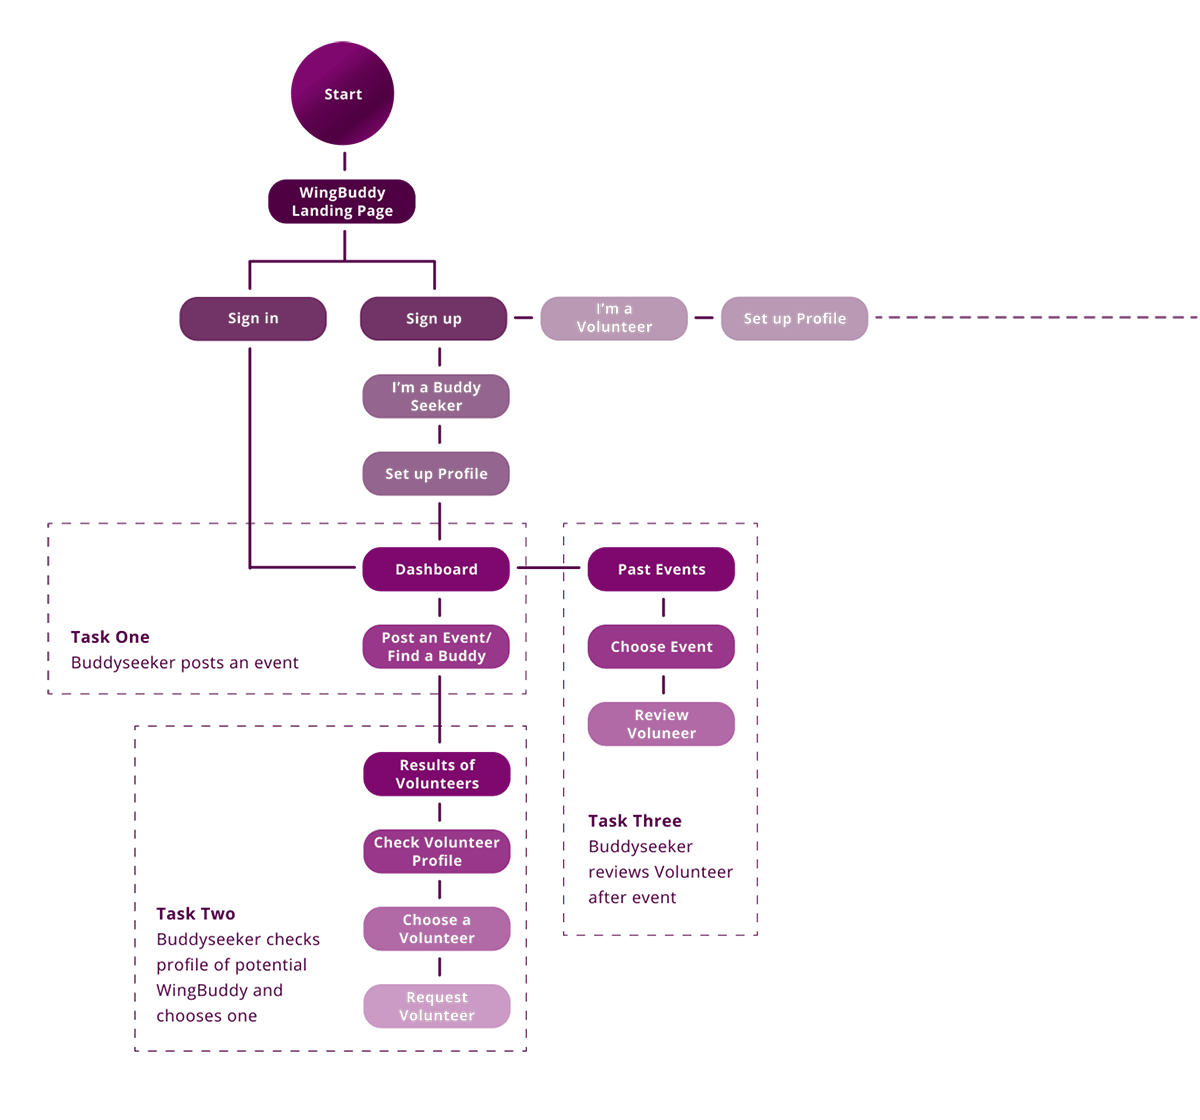 Start
WingBuddy
Landing Page
Sign in
Sign up
I'm a
Volunteer
Set up Profile
I'm a Buddy
Seeker
Set up Profile
Dashboard
Past Events
Task One
Buddyseeker posts an event
Post an Event/
Find a Buddy
Choose Event
Review
Voluneer
Results of
Volunteers
Check Volunteer
Profile
Choose a
Volunteer
Request
Volunteer
Task Three
Buddyseeker
reviews Volunteer
after event
Task Two
Buddyseeker checks
profile of potential
WingBuddy and
chooses one